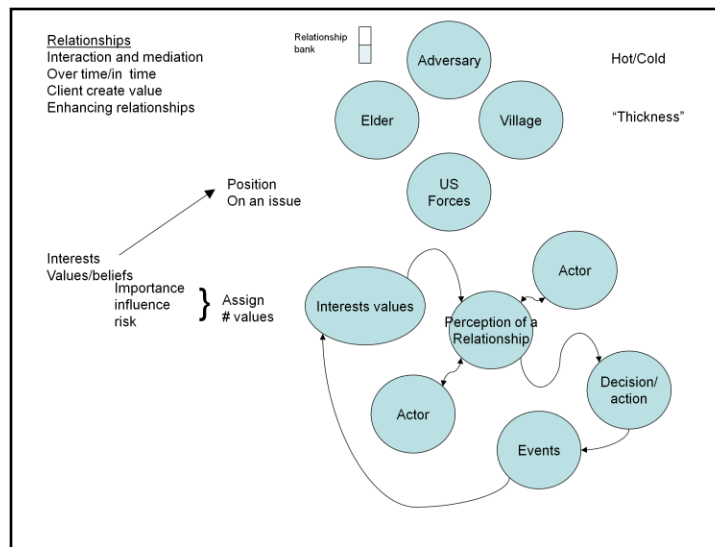 Relationships
Interaction and mediation
Over time/in time
Client create value
Enhancing relationships
Relationship
bank
Adversary
Hot/Cold
Elder
Village
"Thickness"
US
Forces
Position
On an issue
Interests
Values/beliefs
Importance
influence
risk
}
Assign
# values
Interests values
Perception of a
Relationship
Actor
Actor
Decision/
action
Events